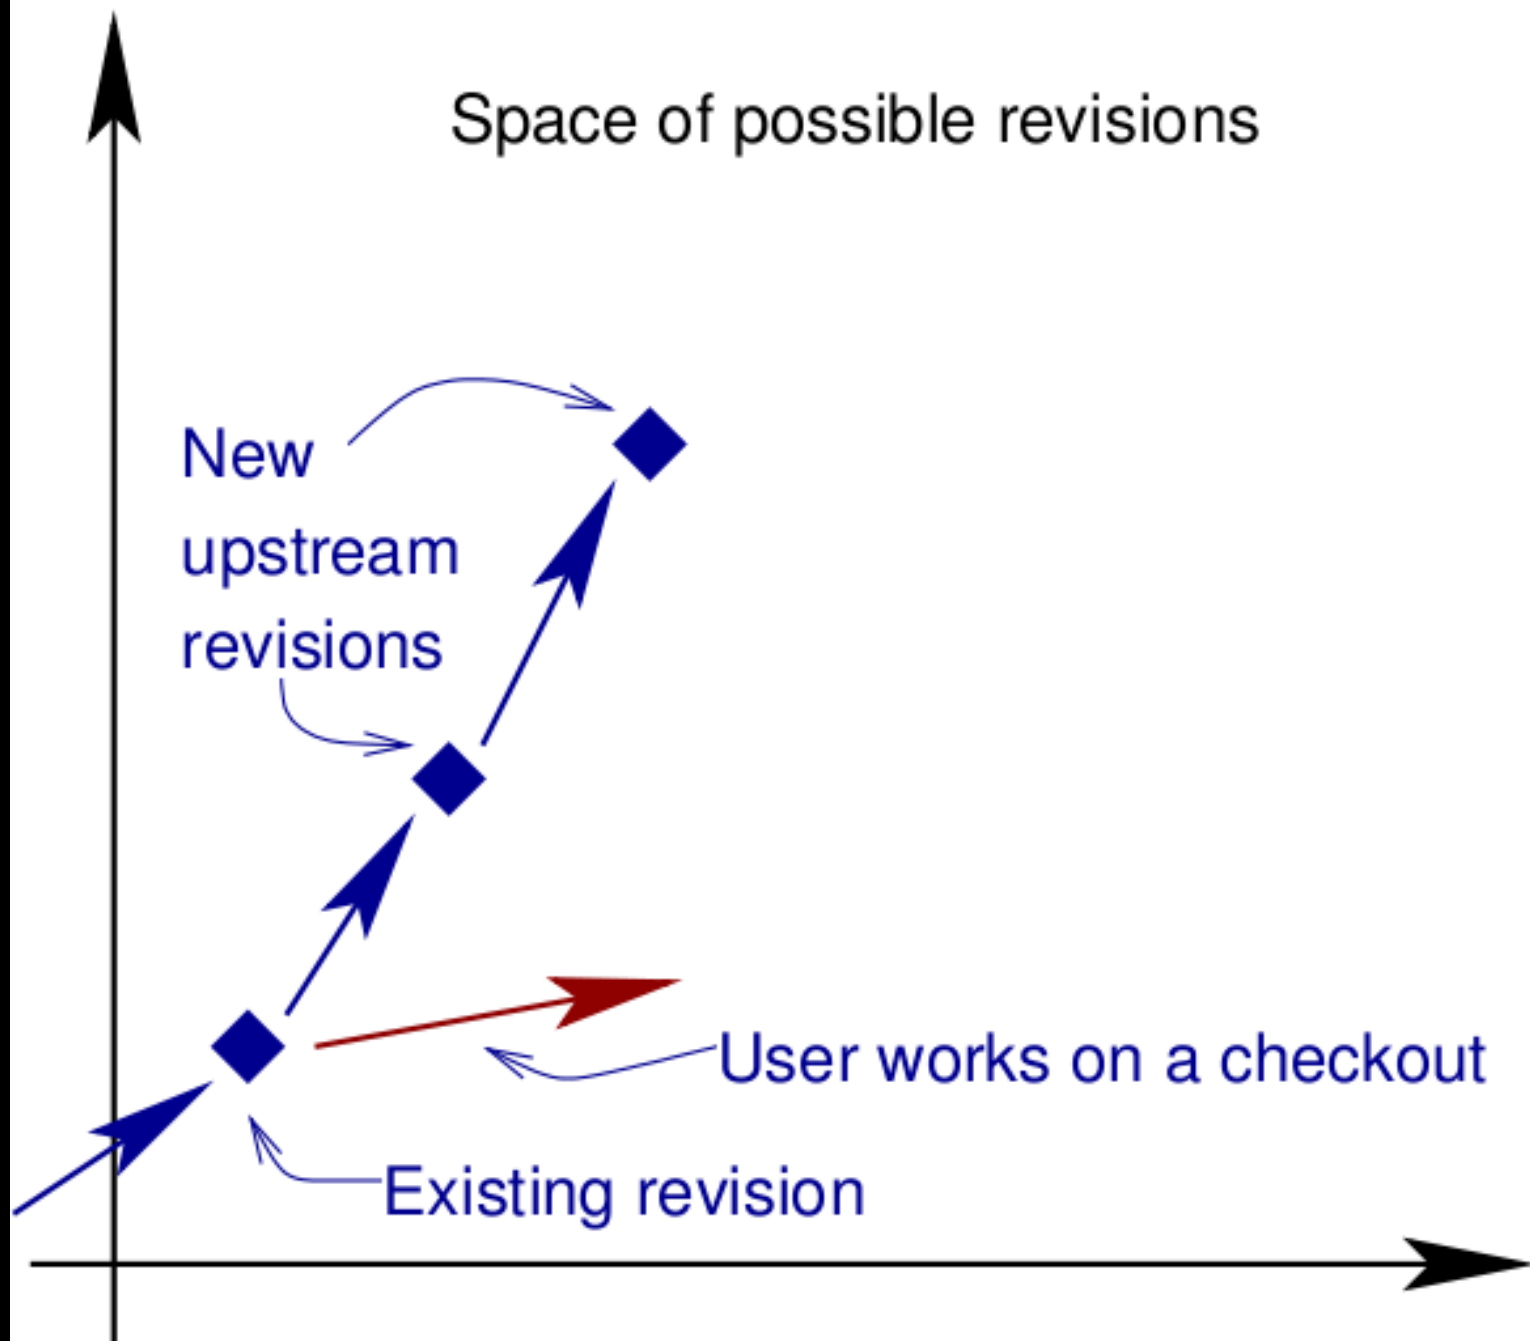 Space of possible revisions
New
upstream
revisions
User works on a checkout
Existing revision